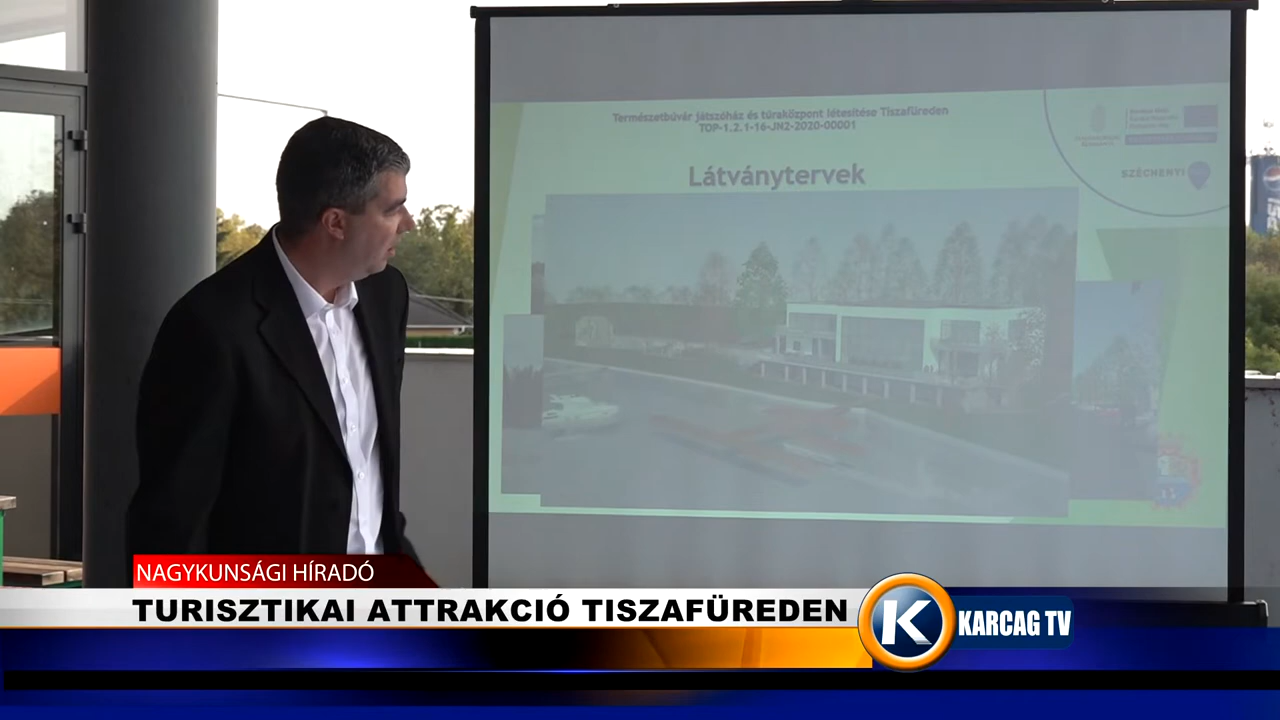 Természetbúvár játszóház és túraközpont létesítése Tiszafüreden
TOP-1.2.1-16-JN2-2020-00001
Látványtervek
SZÉCHENYI
PEPSI
NAGYKUNSÁGI HÍRADÓ
TURISZTIKAI ATTRAKCIÓ TISZAFÜREDEN
K
KARCAG TV